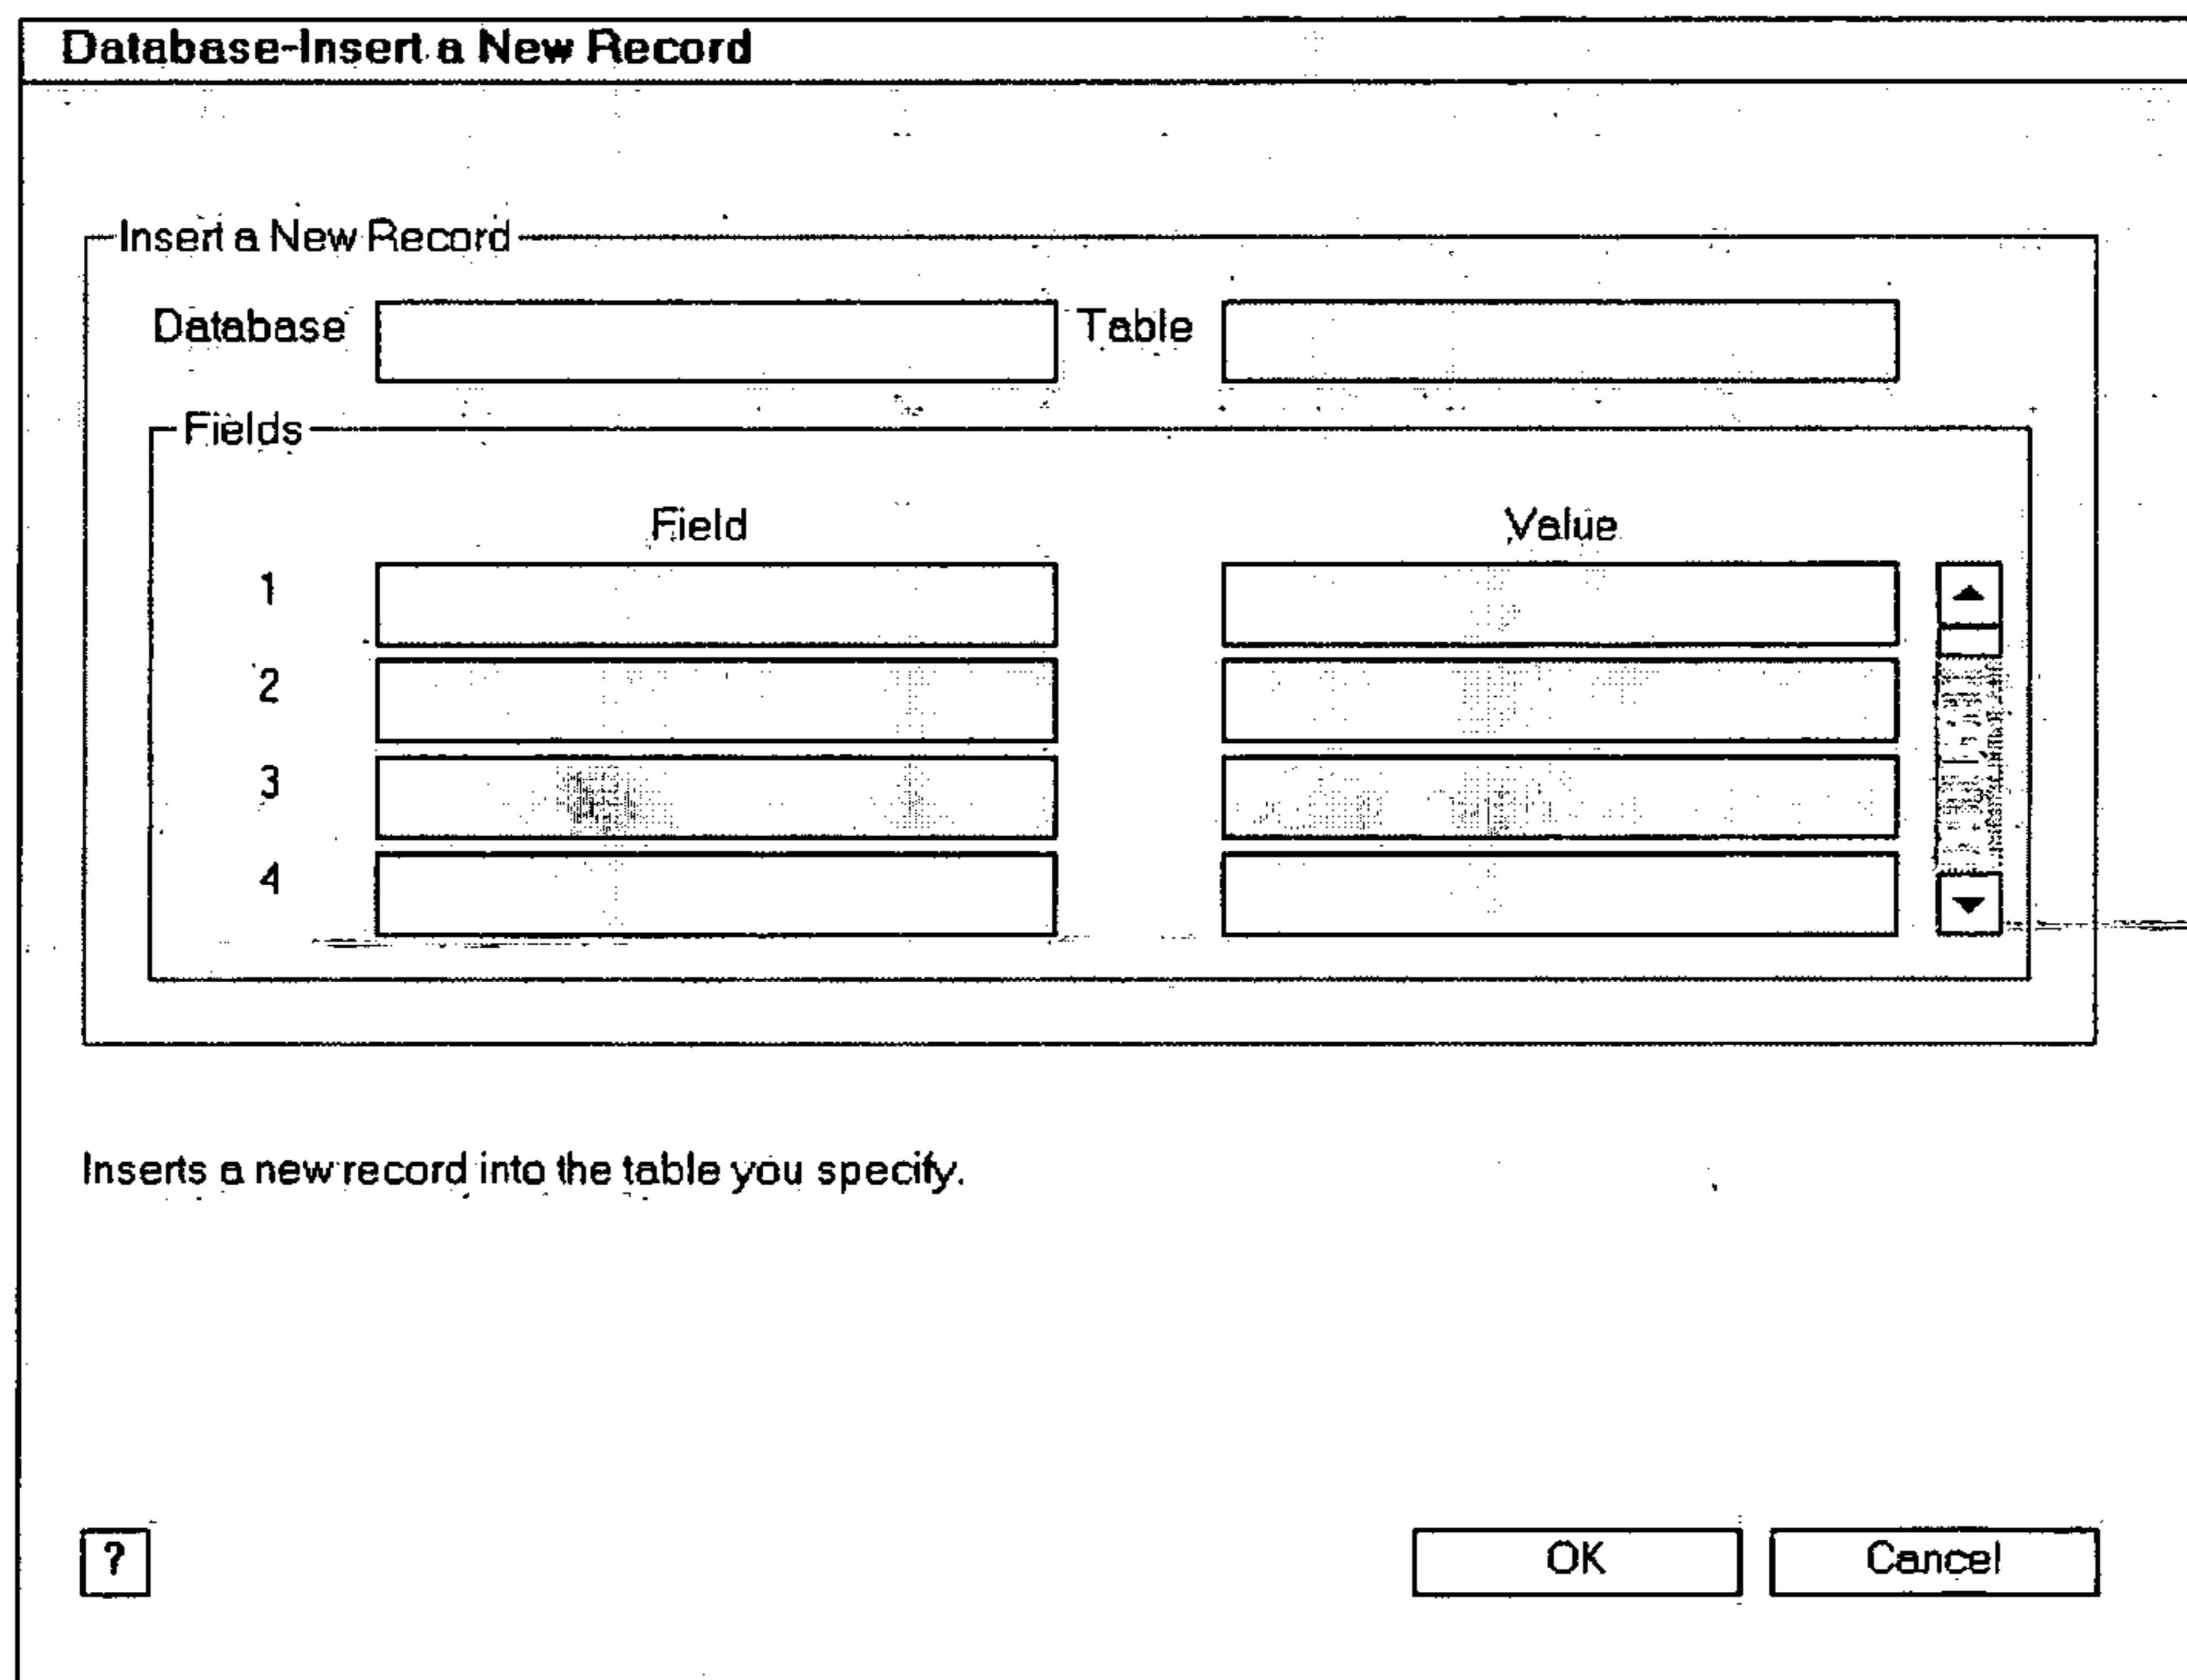 Database-Insert a New Record
Insert a New Record
Database Table
Fields
Field Value
1
2
3
4
Inserts a new record into the table you specify.
? OK Cancel